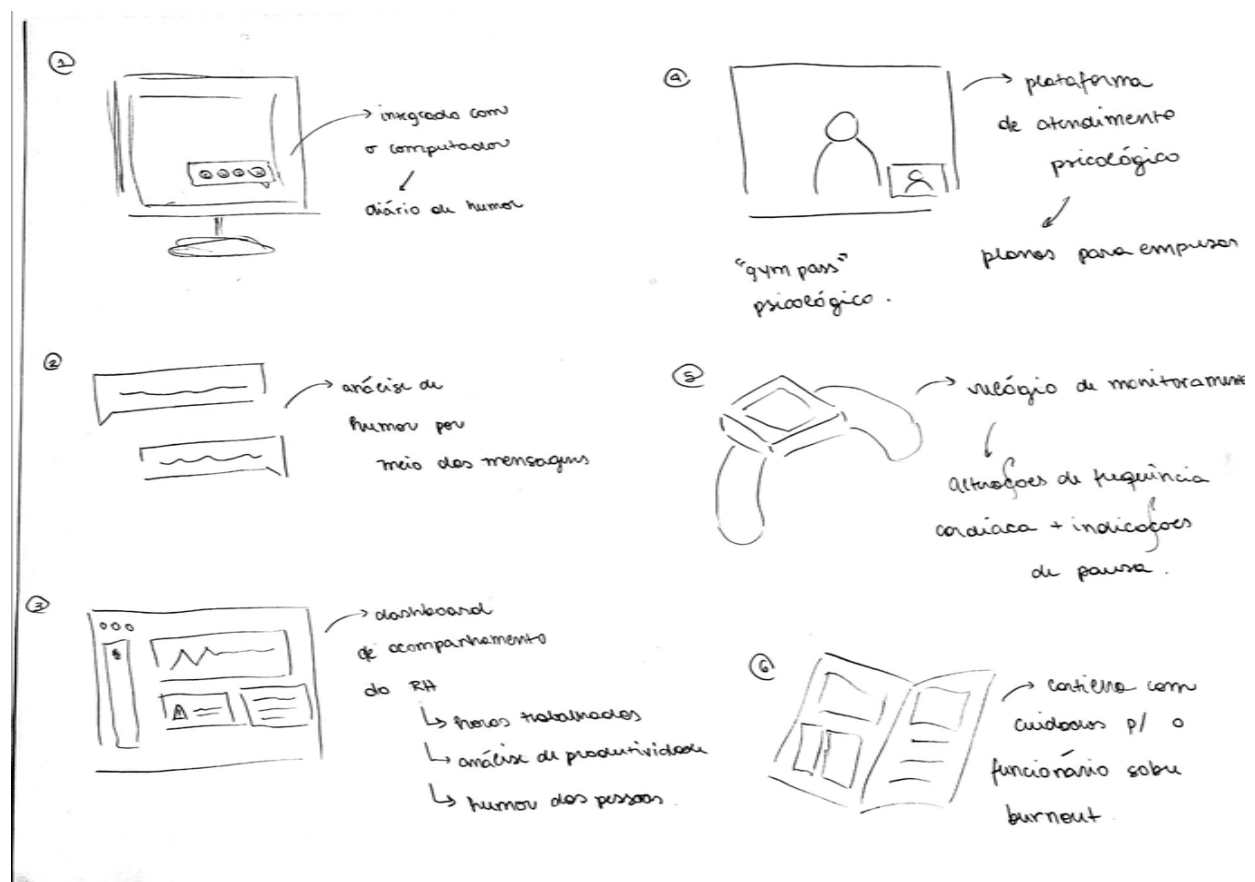 1
integrado com
o computador
diário de humor
2
análise de
humor por
meio das mensagens
3
dashboard
de acompanhamento
do RH
horas trabalhadas
análise de produtividade
humor das pessoas.
4
plataforma
de atendimento
psicológico
planos para empresas
"gym pass"
psicológico.
5
relógio de monitoramento
alterações de frequência
cardíaca + indicações
de pausa.
6
cartilha com
cuidados p/ o
funcionário sobre
burnout.